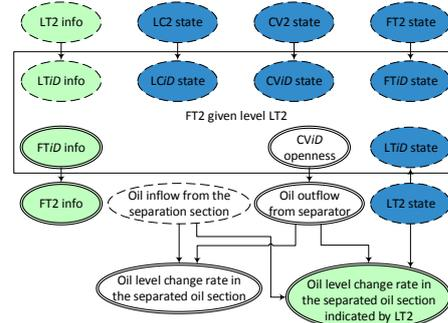 LT2 info
LC2 state
CV2 state
FT2 state
LTiD info
LCiD state
CViD state
FTiD state
FT2 given level LT2
FTiD info
CViD
openness
LTiD state
FT2 info
Oil inflow from the
separation section
Oil outflow
from separator
LT2 state
Oil level change rate in
the separated oil section
Oil level change rate in
the separated oil section
indicated by LT2